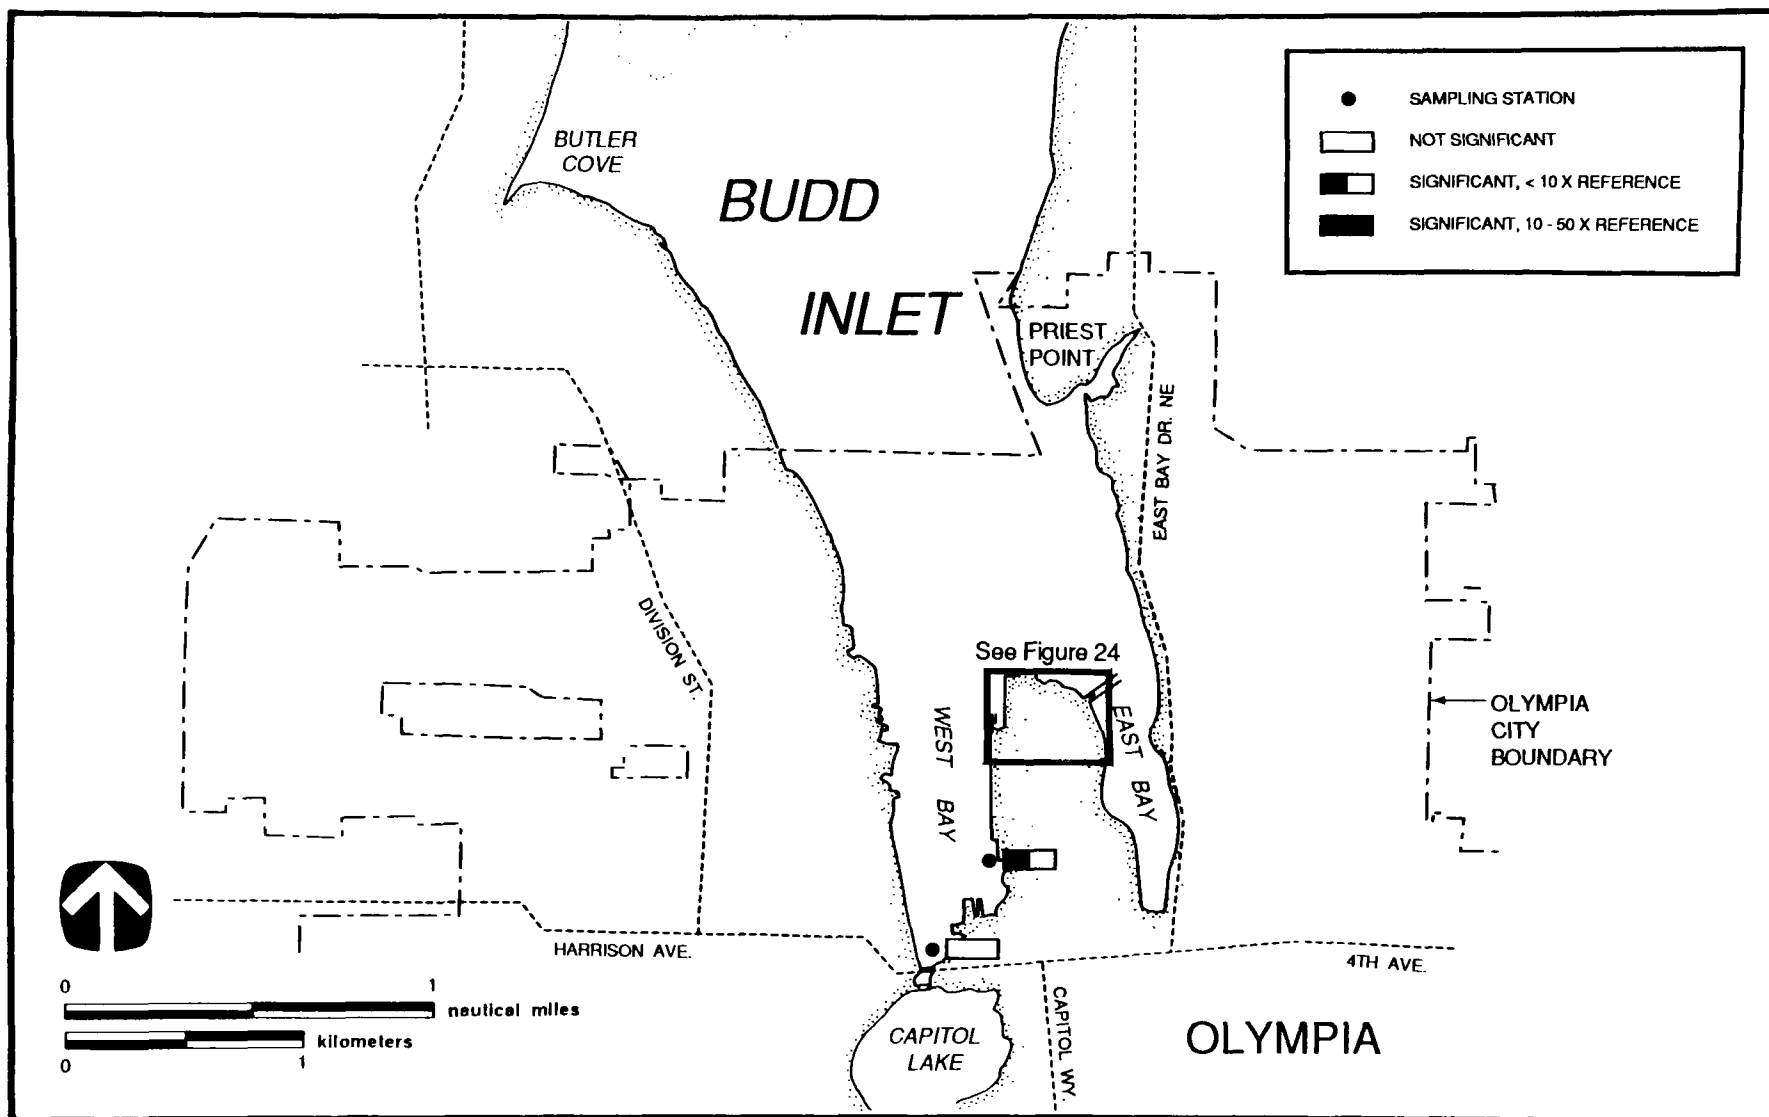 SAMPLING STATION
NOT SIGNIFICANT
SIGNIFICANT, < 10 X REFERENCE
SIGNIFICANT, 10 - 50 X REFERENCE
BUTLER
COVE
BUDD
INLET
PRIEST
POINT
EAST BAY DR. NE
DIVISION ST.
See Figure 24
WEST BAY
EAST BAY
OLYMPIA
CITY
BOUNDARY
HARRISON AVE.
4TH AVE.
CAPITOL WY.
CAPITOL
LAKE
OLYMPIA
0 1
nautical miles
kilometers
0 1